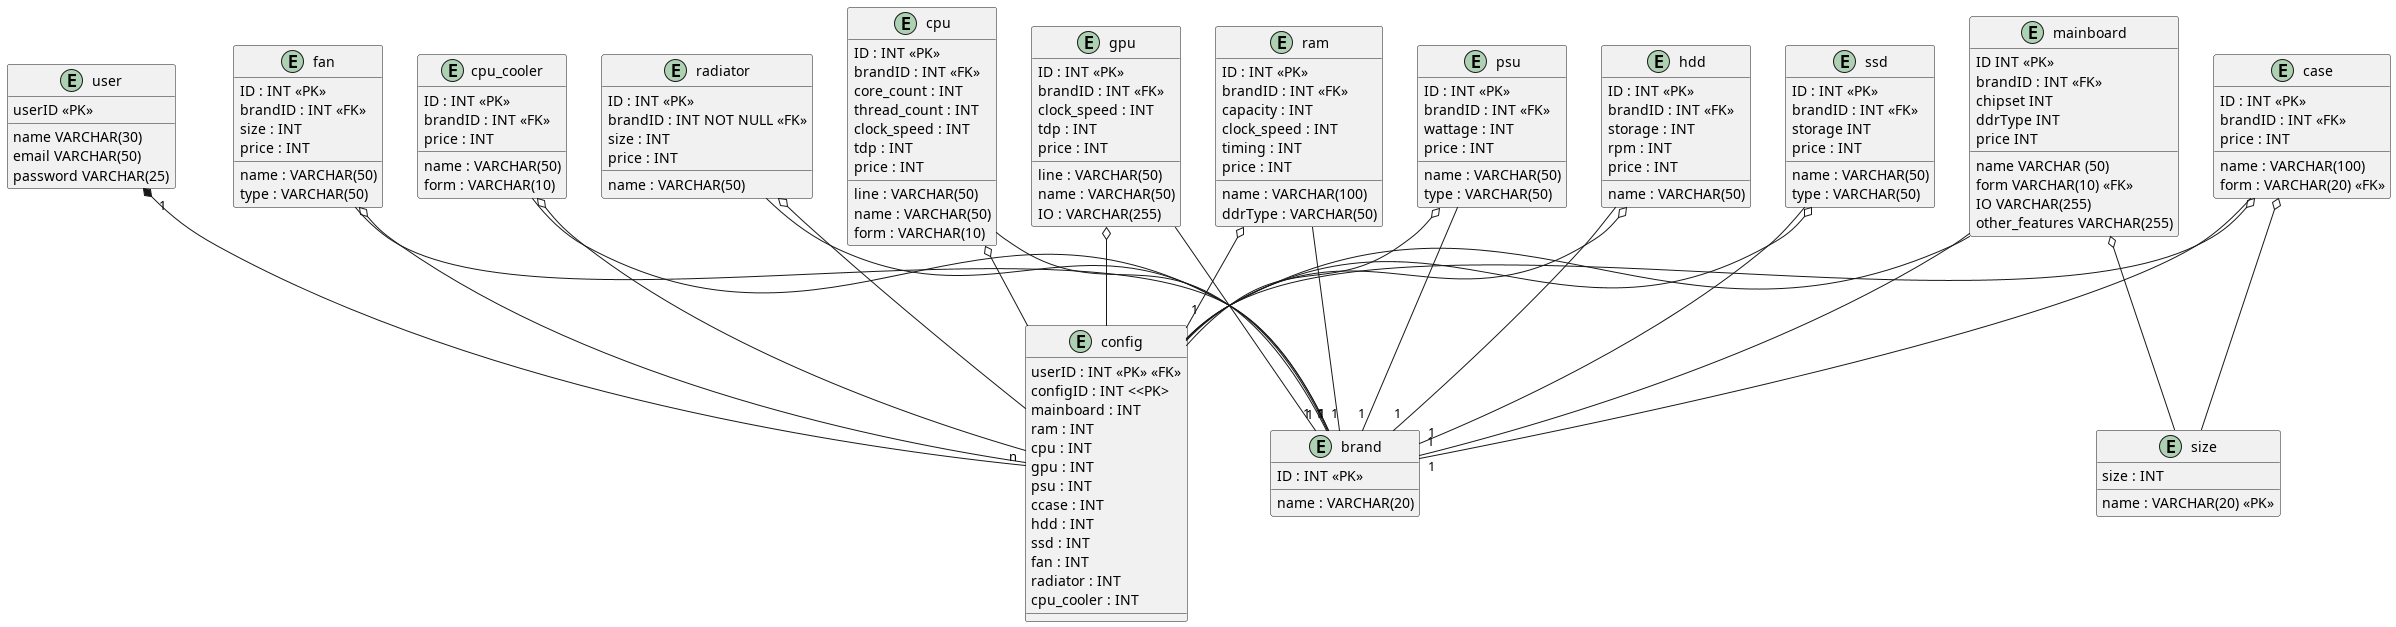 E user
userID «PK»
name VARCHAR(30)
email VARCHAR(50)
password VARCHAR(25)
E fan
ID : INT «PK»
brandID : INT «FK»
size : INT
price : INT
name : VARCHAR(50)
type : VARCHAR(50)
E cpu_cooler
ID : INT «PK»
brandID : INT «FK»
price : INT
name : VARCHAR(50)
form : VARCHAR(10)
E radiator
ID : INT «PK»
brandID : INT NOT NULL «FK»
size : INT
price : INT
name : VARCHAR(50)
E cpu
ID : INT «PK»
brandID : INT «FK»
core_count : INT
thread_count : INT
clock_speed : INT
tdp : INT
price : INT
line : VARCHAR(50)
name : VARCHAR(50)
form : VARCHAR(10)
E gpu
ID : INT «PK»
brandID : INT «FK»
clock_speed : INT
tdp : INT
price : INT
line : VARCHAR(50)
name : VARCHAR(50)
IO : VARCHAR(255)
E ram
ID : INT «PK»
brandID : INT «FK»
capacity : INT
clock_speed : INT
timing : INT
price : INT
name : VARCHAR(100)
ddrType : VARCHAR(50)
E psu
ID : INT «PK»
brandID : INT «FK»
wattage : INT
price : INT
name : VARCHAR(50)
type : VARCHAR(50)
E hdd
ID : INT «PK»
brandID : INT «FK»
storage : INT
rpm : INT
price : INT
name : VARCHAR(50)
E ssd
ID : INT «PK»
brandID : INT «FK»
storage INT
price : INT
name : VARCHAR(50)
type : VARCHAR(50)
E mainboard
ID INT «PK»
brandID : INT «FK»
chipset INT
ddrType INT
price INT
name VARCHAR (50)
form VARCHAR(10) «FK»
IO VARCHAR(255)
other_features VARCHAR(255)
E case
ID : INT «PK»
brandID : INT «FK»
price : INT
name : VARCHAR(100)
form : VARCHAR(20) «FK»
1
1
n
E config
userID : INT «PK» «FK»
configID : INT <<PK>
mainboard : INT
ram : INT
cpu : INT
gpu : INT
psu : INT
ccase : INT
hdd : INT
ssd : INT
fan : INT
radiator : INT
cpu_cooler : INT
1
1
1
1
1
1
1
1
1
1
E brand
ID : INT «PK»
name : VARCHAR(20)
E size
size : INT
name : VARCHAR(20) «PK»